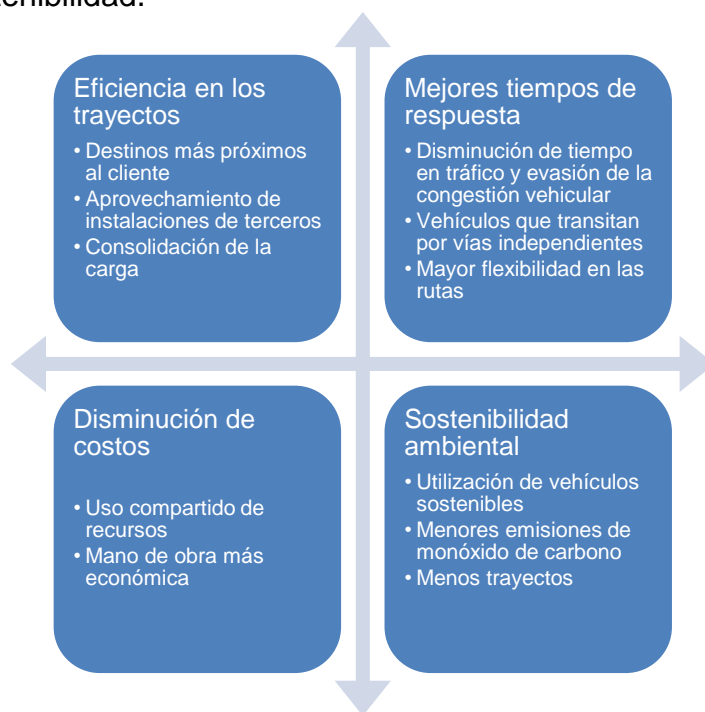 Eficiencia en los
trayectos
• Destinos más próximos
al cliente
• Aprovechamiento de
instalaciones de terceros
• Consolidación de la
carga
Mejores tiempos de
respuesta
• Disminución de tiempo
en tráfico y evasión de la
congestión vehicular
• Vehículos que transitan
por vías independientes
• Mayor flexibilidad en las
rutas
Disminución de
costos
• Uso compartido de
recursos
• Mano de obra más
económica
Sostenibilidad
ambiental
• Utilización de vehículos
sostenibles
• Menores emisiones de
monóxido de carbono
• Menos trayectos